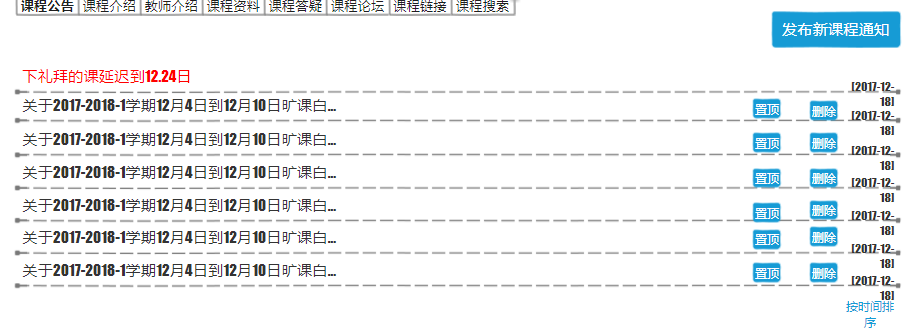 课程公告 课程介绍 教师介绍 课程资料 课程答疑 课程论坛 课程链接 课程搜索
发布新课程通知
下礼拜的课延迟到12.24日
[2017-12-18]
关于2017-2018-1学期12月4日到12月10日旷课白... 置顶 删除
[2017-12-18]
关于2017-2018-1学期12月4日到12月10日旷课白... 置顶 删除
[2017-12-18]
关于2017-2018-1学期12月4日到12月10日旷课白... 置顶 删除
[2017-12-18]
关于2017-2018-1学期12月4日到12月10日旷课白... 置顶 删除
[2017-12-18]
关于2017-2018-1学期12月4日到12月10日旷课白... 置顶 删除
[2017-12-18]
关于2017-2018-1学期12月4日到12月10日旷课白... 置顶 删除
[2017-12-18]
按时间排
序